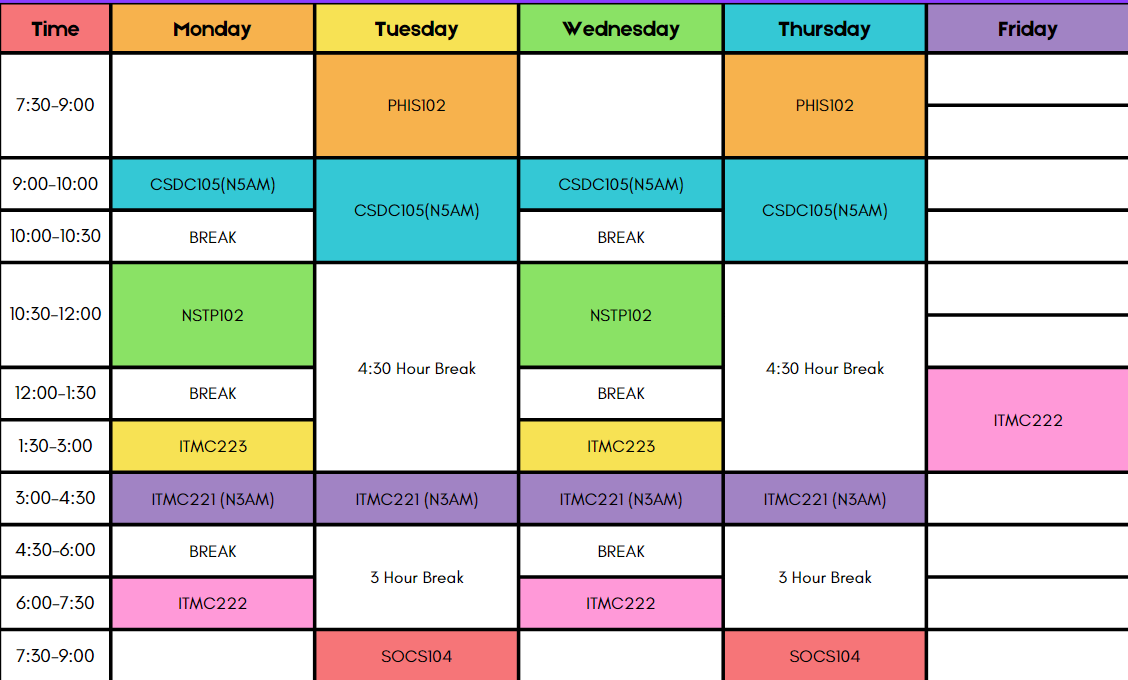 Time Monday Tuesday Wednesday Thursday Friday
7:30-9:00 PHIS102 PHIS102
9:00-10:00 CSDC105(N5AM) CSDC105(N5AM) CSDC105(N5AM) CSDC105(N5AM)
10:00-10:30 BREAK BREAK
10:30-12:00 NSTP102 NSTP102
4:30 Hour Break 4:30 Hour Break
12:00-1:30 BREAK BREAK
ITMC222
1:30-3:00 ITMC223 ITMC223
3:00-4:30 ITMC221 (N3AM) ITMC221 (N3AM) ITMC221 (N3AM) ITMC221 (N3AM)
4:30-6:00 BREAK BREAK
3 Hour Break 3 Hour Break
6:00-7:30 ITMC222 ITMC222
7:30-9:00 SOCS104 SOCS104